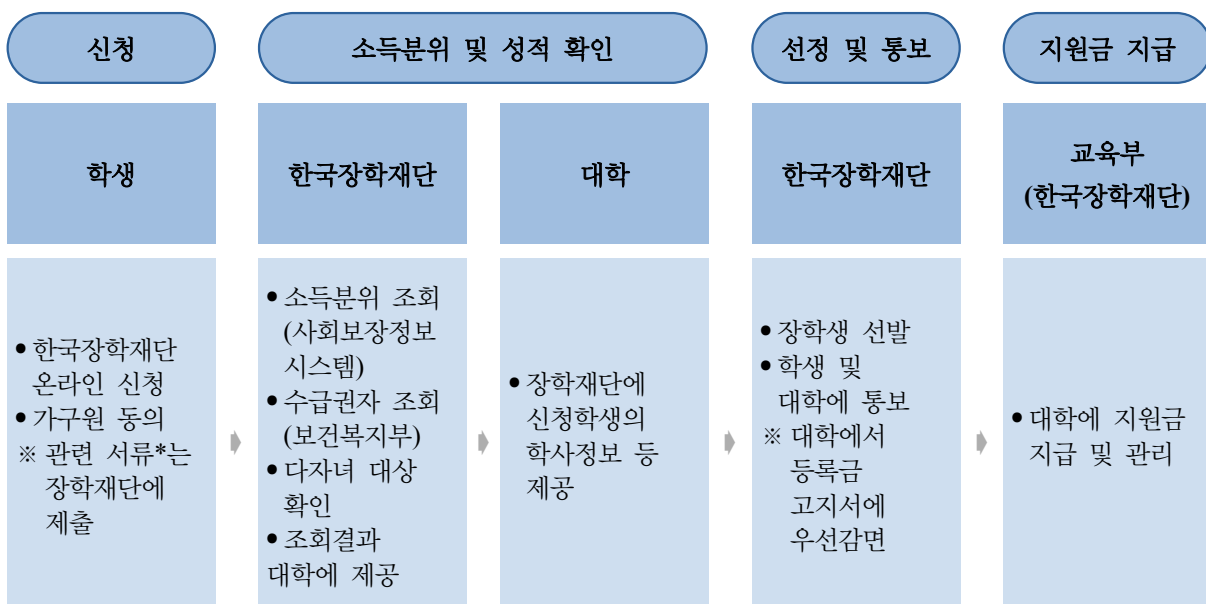 신청
소득분위 및 성적 확인
선정 및 통보
지원금 지급
학생
한국장학재단
대학
한국장학재단
교육부
(한국장학재단)
• 한국장학재단
온라인 신청
• 가구원 동의
※ 관련 서류*는
장학재단에
제출
• 소득분위 조회
(사회보장정보
시스템)
• 수급권자 조회
(보건복지부)
• 다자녀 대상
확인
• 조회결과
대학에 제공
• 장학재단에
신청학생의
학사정보 등
제공
• 장학생 선발
• 학생 및
대학에 통보
※ 대학에서
등록금
고지서에
우선감면
• 대학에 지원금
지급 및 관리